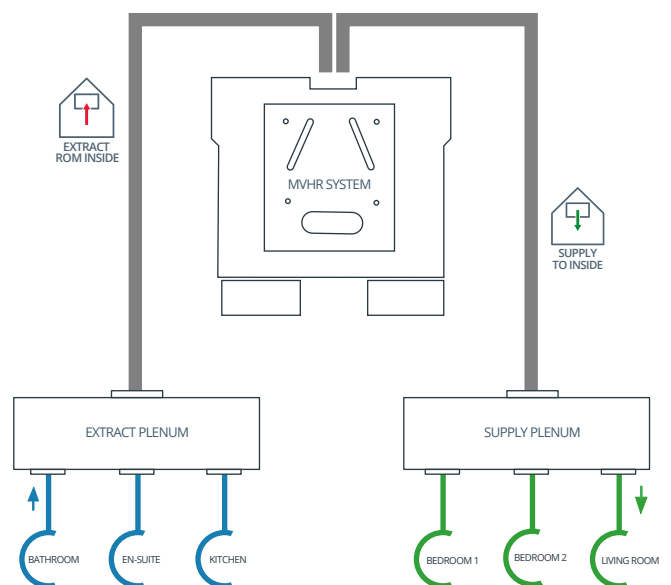 EXTRACT
ROM INSIDE
MVHR SYSTEM
SUPPLY
TO INSIDE
EXTRACT PLENUM
SUPPLY PLENUM
BATHROOM
EN-SUITE
KITCHEN
BEDROOM 1
BEDROOM 2
LIVING ROOM